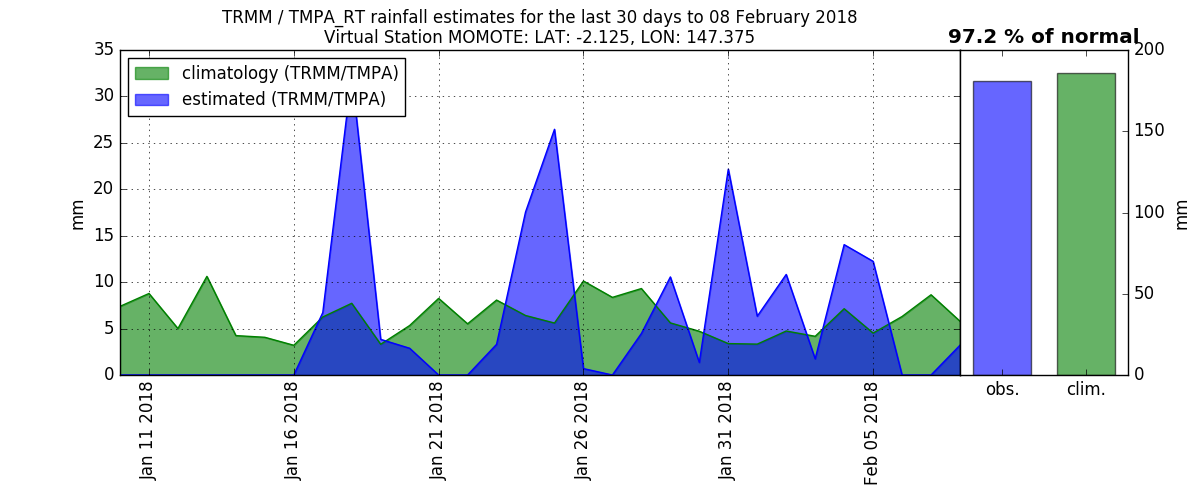 TRMM / TMPA_RT rainfall estimates for the last 30 days to 08 February 2018
Virtual Station MOMOTE: LAT: -2.125, LON: 147.375
97.2 % of normal
climatology (TRMM/TMPA)
estimated (TRMM/TMPA)
35
30
25
20
15
10
5
0
mm
Jan 11 2018
Jan 16 2018
Jan 21 2018
Jan 26 2018
Jan 31 2018
Feb 05 2018
200
150
100
50
0
mm
obs.
clim.